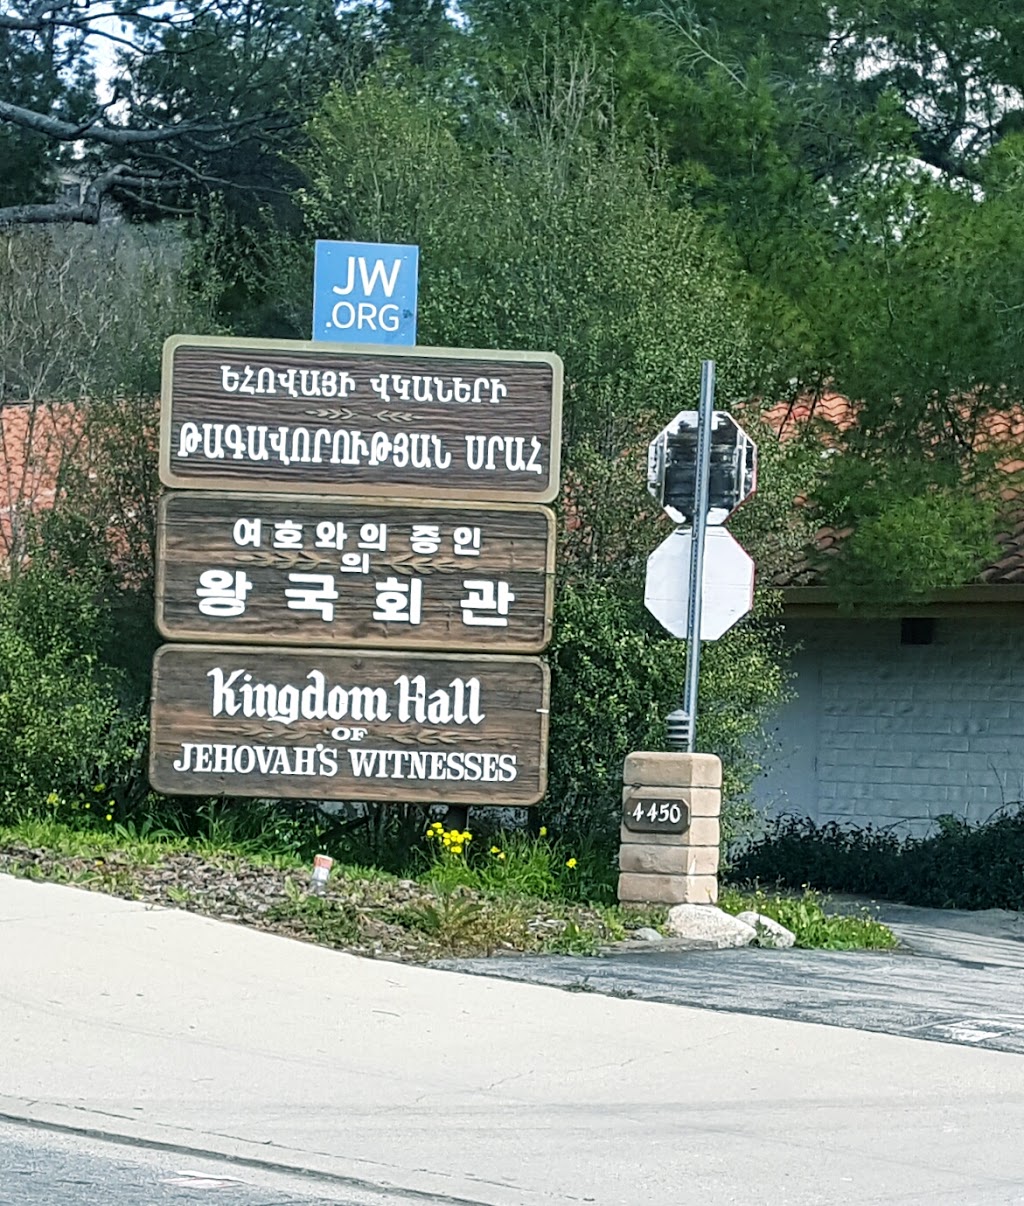 JW
.ORG
ԵՀՈՎԱՅԻ ՎԿԱՆԵՐԻ
ԹԱԳԱՎՈՐՈՒԹՅԱՆ ՍՐԱՀ
여호와의 증인
의
왕국회관
Kingdom Hall
OF
JEHOVAH'S WITNESSES
4450